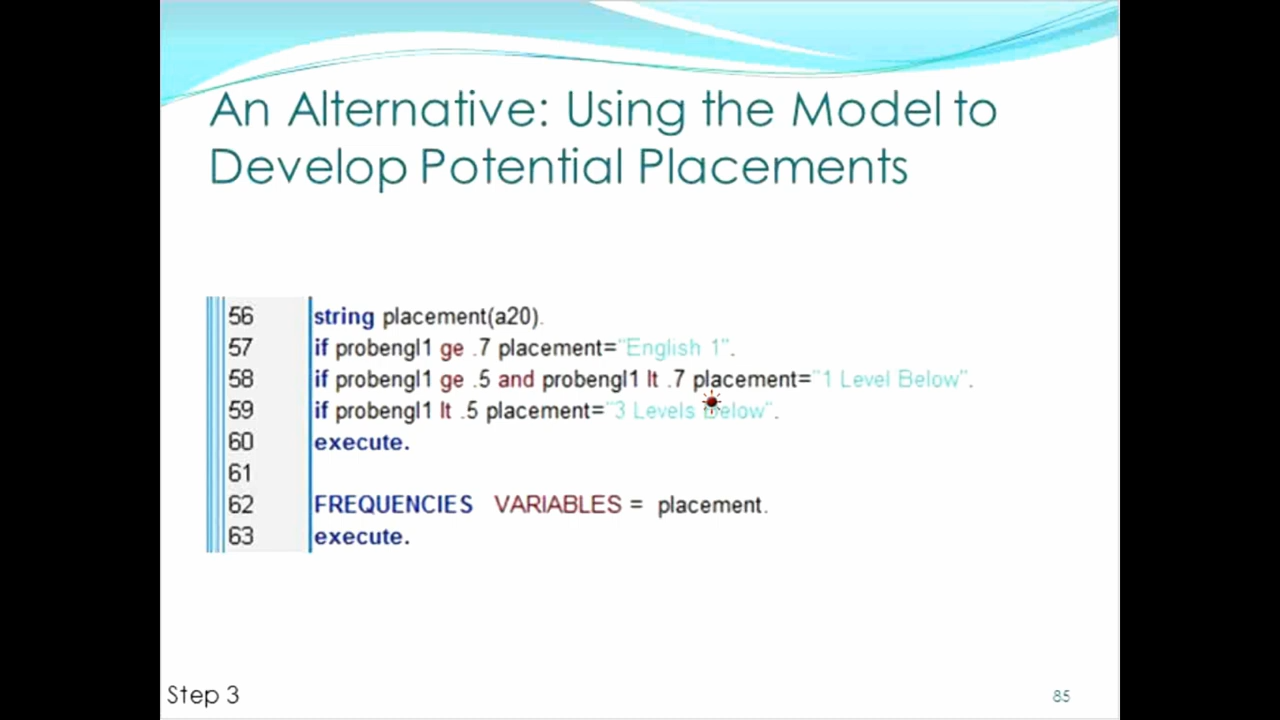 An Alternative: Using the Model to
Develop Potential Placements
56 string placement(a20).
57 if probengl1 ge .7 placement="English 1".
58 if probengl1 ge .5 and probengl1 lt .7 placement="1 Level Below".
59 if probengl1 lt .5 placement="3 Levels Below".
60 execute.
61
62 FREQUENCIES VARIABLES = placement.
63 execute.
Step 3
85